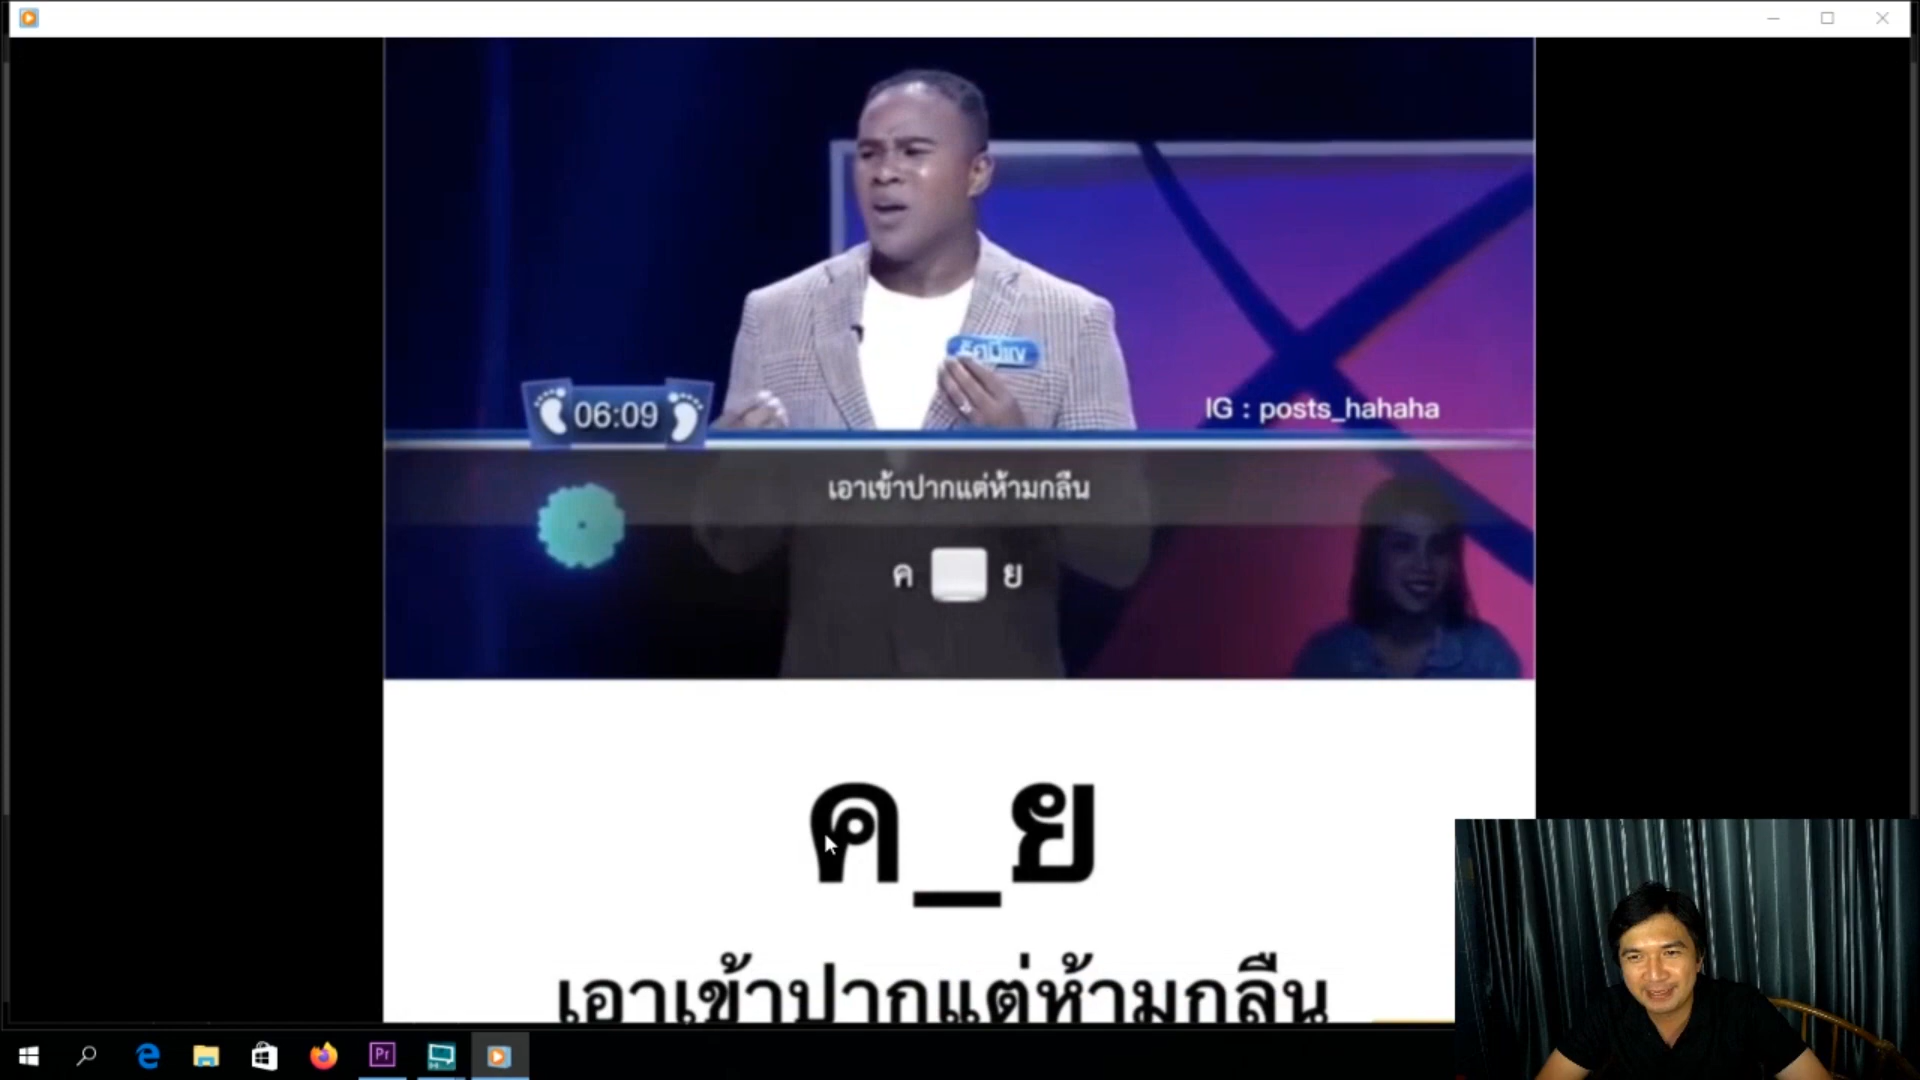 06:09
IG : posts_hahaha
เอาเข้าปากแต่ห้ามกลืน
ค ย
ค_ย
เอาเข้าปากแต่ห้ามกลืน
Pr